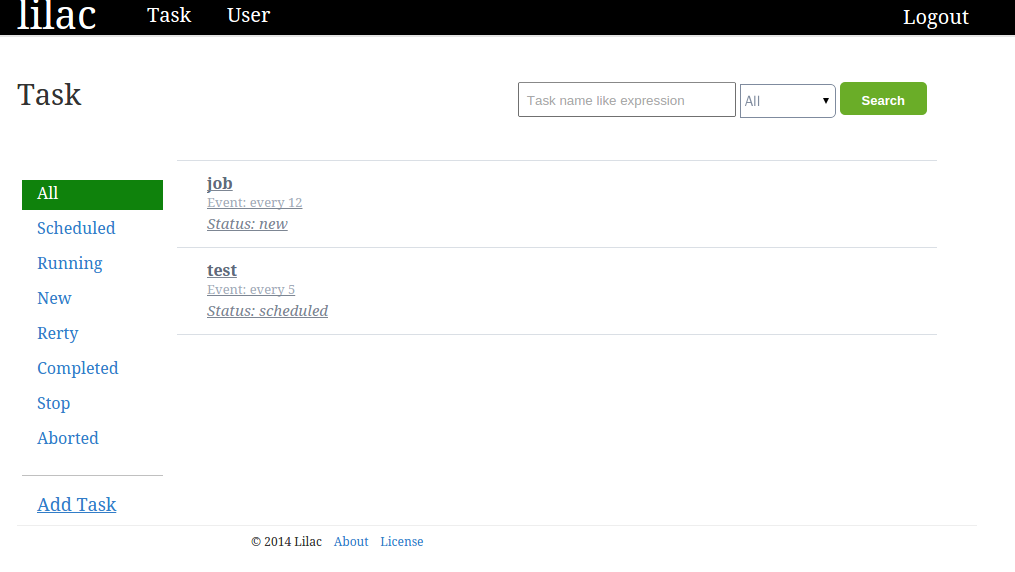 lilac Task User Logout
Task
Task name like expression All Search
All
Scheduled
Running
New
Rerty
Completed
Stop
Aborted
Add Task
job
Event: every 12
Status: new
test
Event: every 5
Status: scheduled
© 2014 Lilac About License